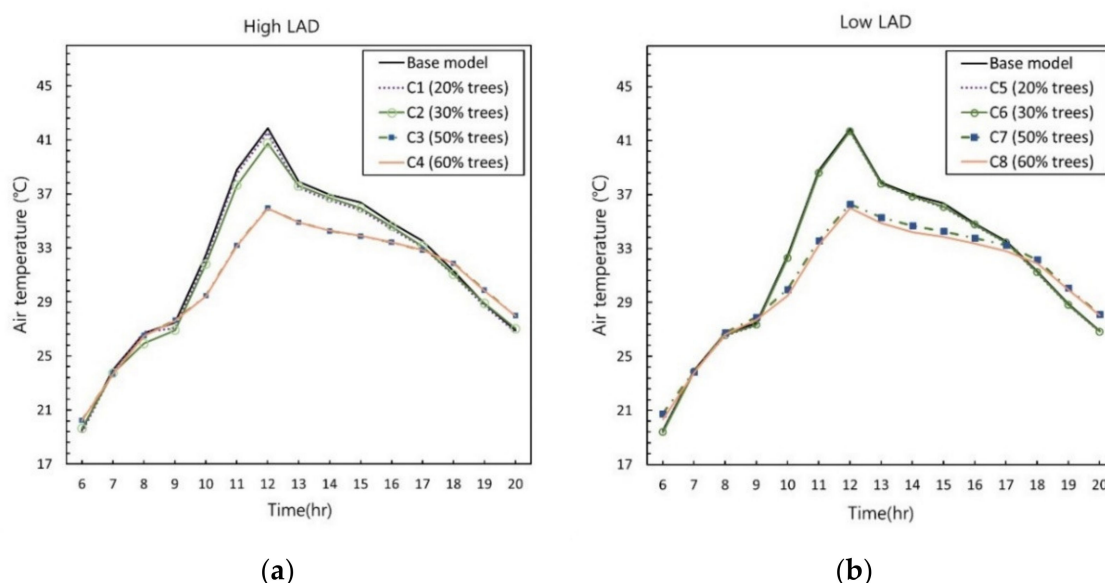 High LAD
Base model
C1 (20% trees)
C2 (30% trees)
C3 (50% trees)
C4 (60% trees)
45
41
37
33
29
25
21
17
Air temperature (°C)
6 7 8 9 10 11 12 13 14 15 16 17 18 19 20
Time(hr)
(a)
Low LAD
Base model
C5 (20% trees)
C6 (30% trees)
C7 (50% trees)
C8 (60% trees)
45
41
37
33
29
25
21
17
Air temperature (°C)
6 7 8 9 10 11 12 13 14 15 16 17 18 19 20
Time(hr)
(b)